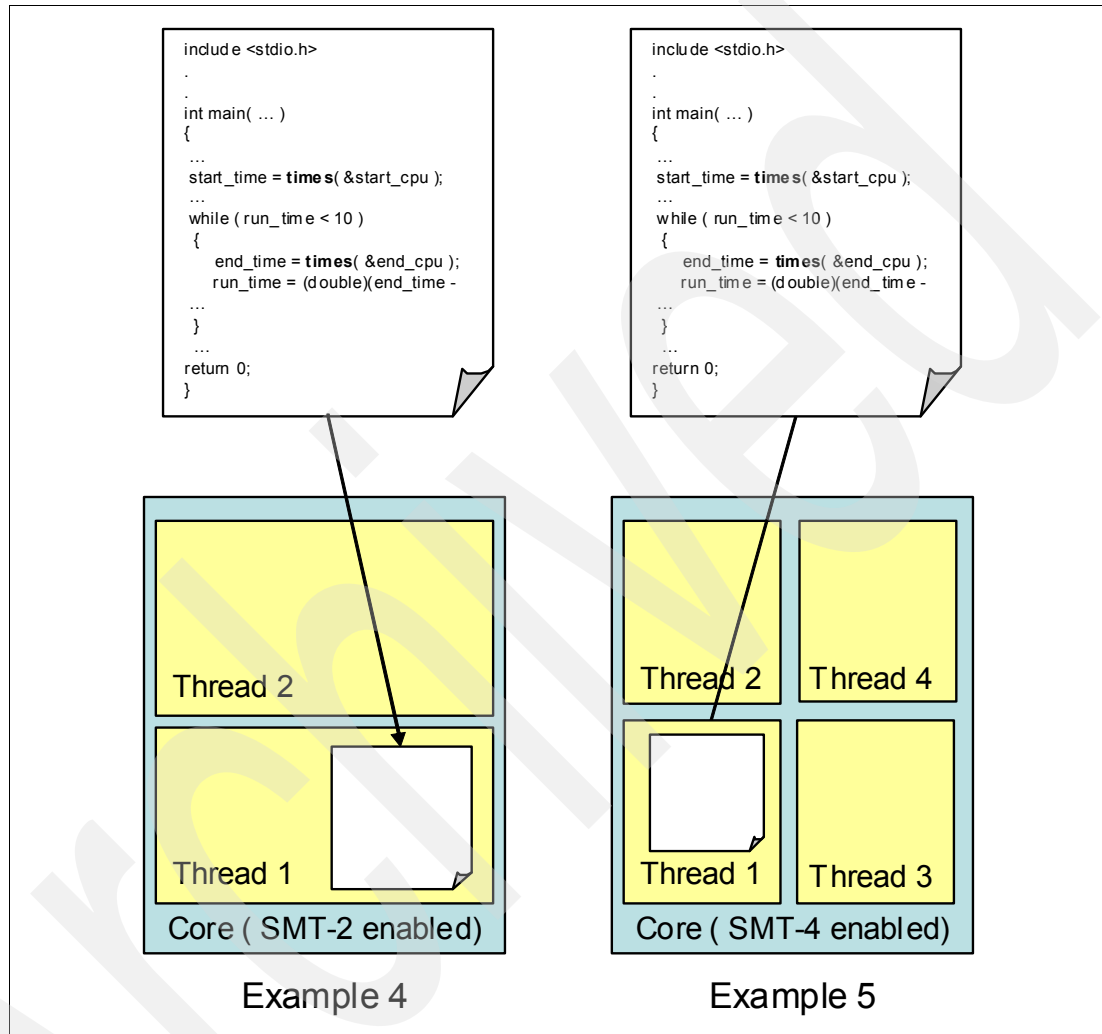 include <stdio.h>
.
.
int main( … )
{
…
start_time = times( &start_cpu );
…
while ( run_time < 10 )
{
end_time = times( &end_cpu );
run_time = (double)(end_time -
…
}
…
return 0;
}
include <stdio.h>
.
.
int main( … )
{
…
start_time = times( &start_cpu );
…
while ( run_time < 10 )
{
end_time = times( &end_cpu );
run_time = (double)(end_time -
…
}
…
return 0;
}
Thread 2
Thread 1
Core ( SMT-2 enabled)
Example 4
Thread 2
Thread 4
Thread 1
Thread 3
Core ( SMT-4 enabled)
Example 5
Archived